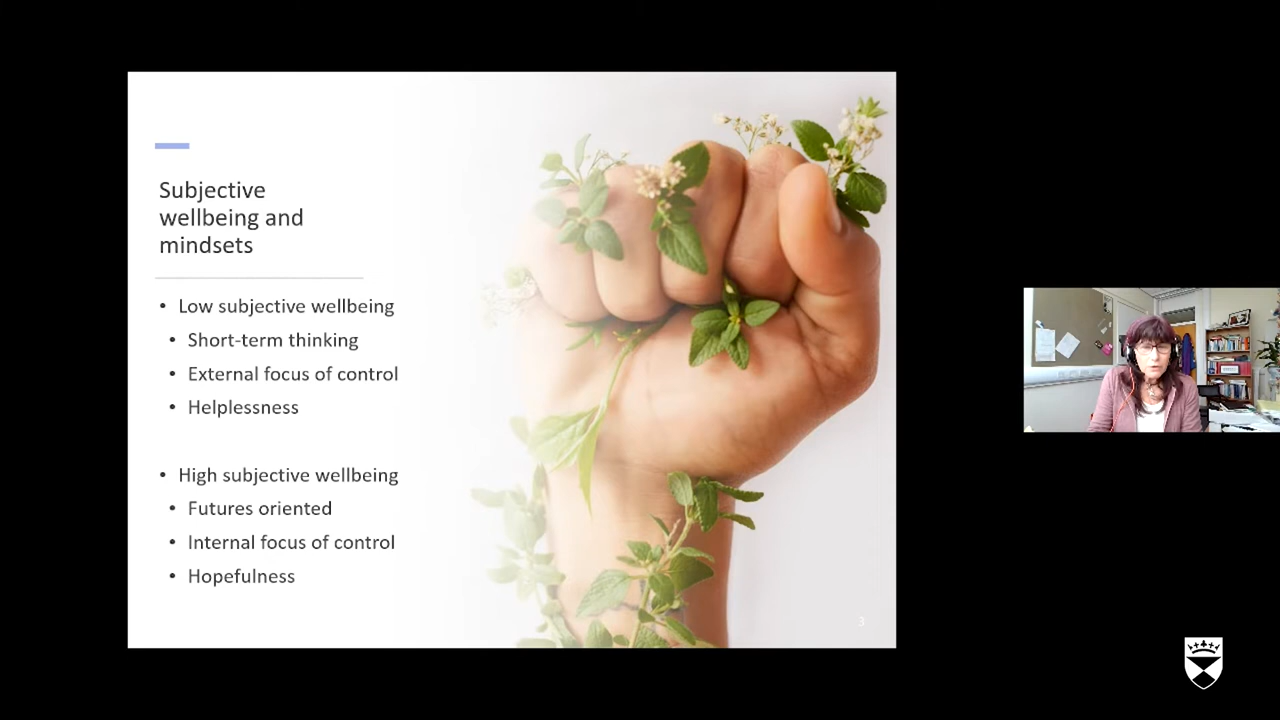 Subjective
wellbeing and
mindsets
• Low subjective wellbeing
• Short-term thinking
• External focus of control
• Helplessness
• High subjective wellbeing
• Futures oriented
• Internal focus of control
• Hopefulness
3